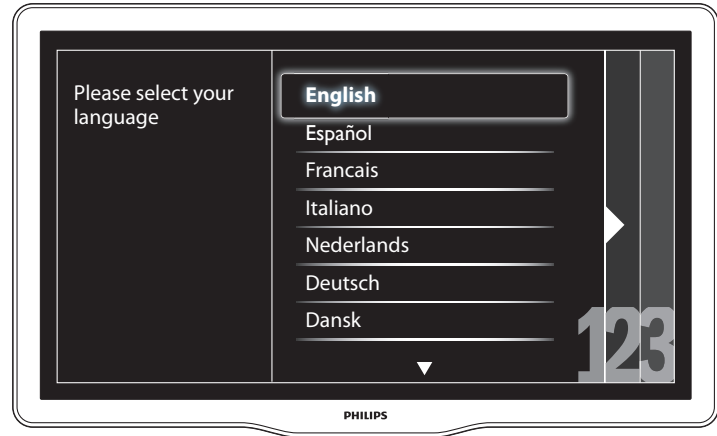 Please select your
language
English
Español
Francais
Italiano
Nederlands
Deutsch
Dansk
123
PHILIPS